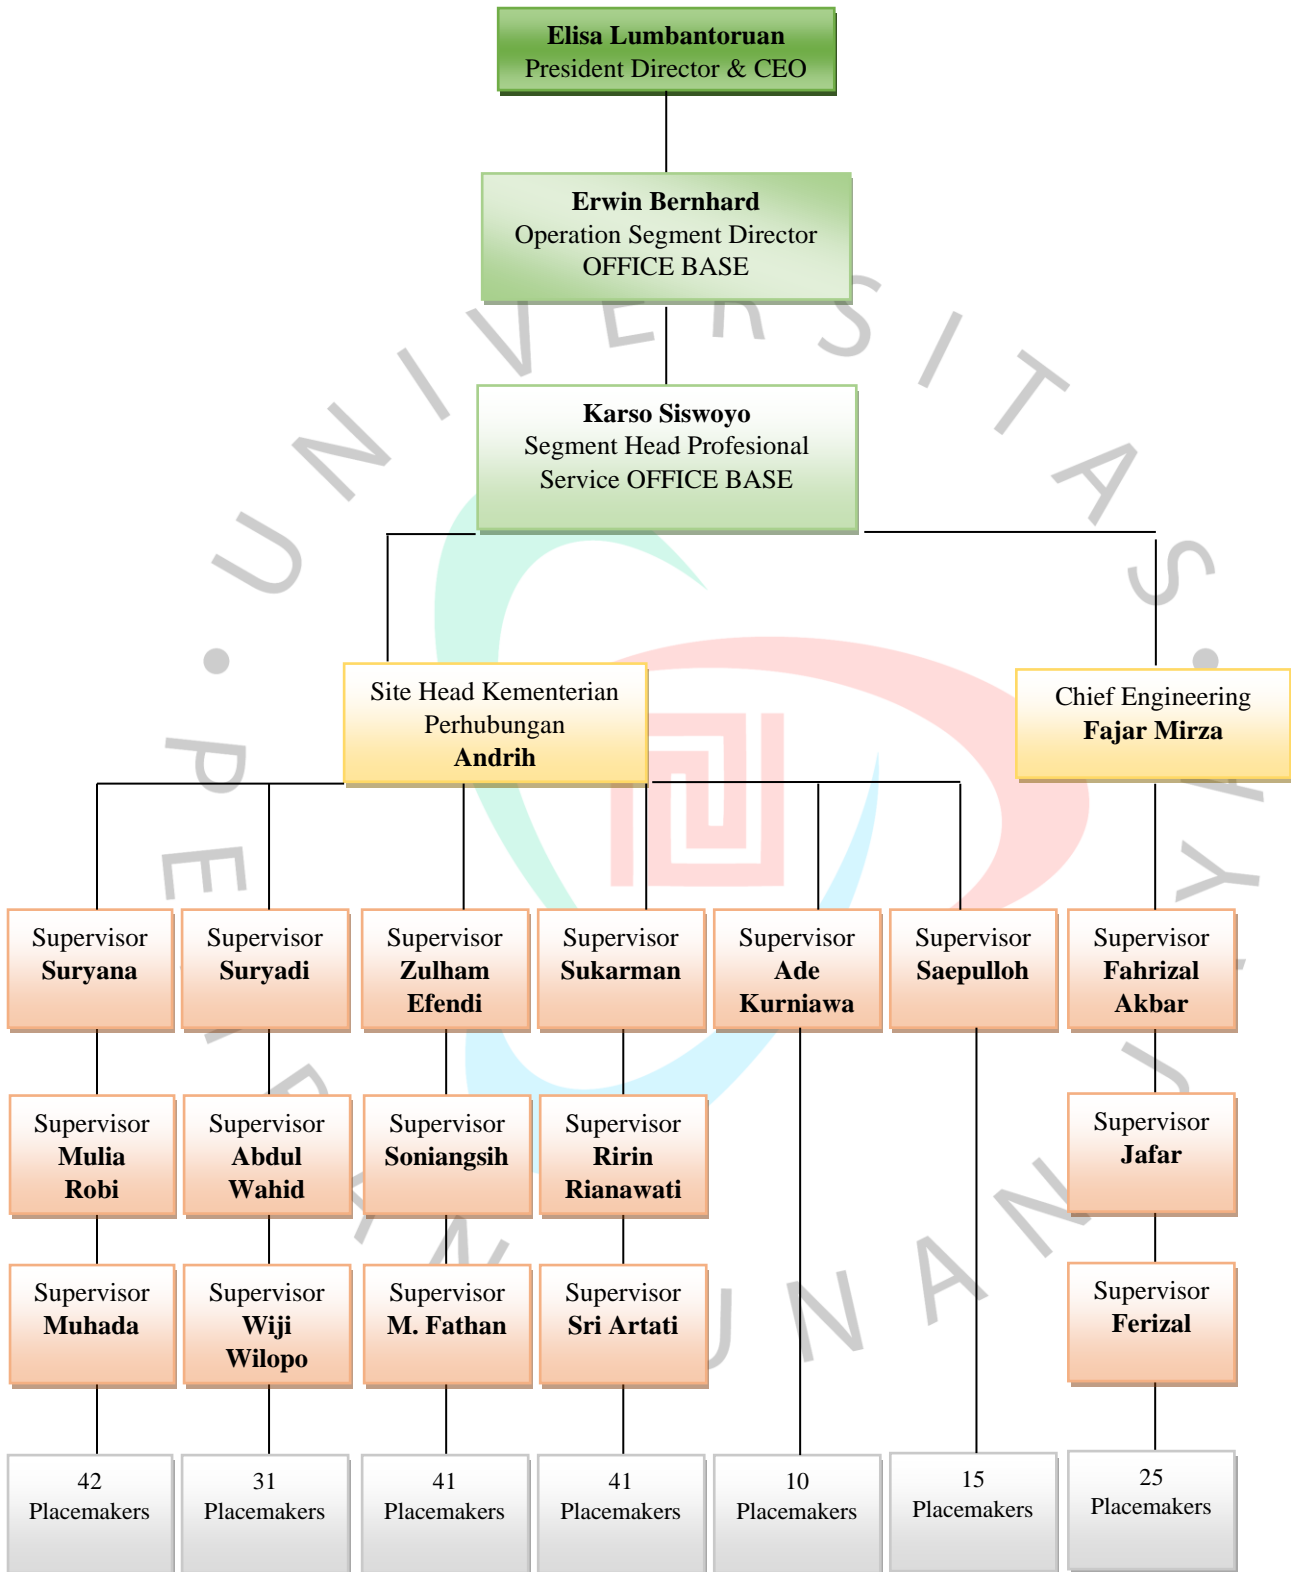 Elisa Lumbantoruan
President Director & CEO
Erwin Bernhard
Operation Segment Director
OFFICE BASE
Karso Siswoyo
Segment Head Profesional
Service OFFICE BASE
Site Head Kementerian
Perhubungan
Andrih
Chief Engineering
Fajar Mirza
Supervisor
Suryana
Supervisor
Suryadi
Supervisor
Zulham
Efendi
Supervisor
Sukarman
Supervisor
Ade
Kurniawa
Supervisor
Saepulloh
Supervisor
Fahrizal
Akbar
Supervisor
Mulia
Robi
Supervisor
Abdul
Wahid
Supervisor
Soniangsih
Supervisor
Ririn
Rianawati
Supervisor
Jafar
Supervisor
Muhada
Supervisor
Wiji
Wilopo
Supervisor
M. Fathan
Supervisor
Sri Artati
Supervisor
Ferizal
42
Placemakers
31
Placemakers
41
Placemakers
41
Placemakers
10
Placemakers
15
Placemakers
25
Placemakers
UNIVERSITAS